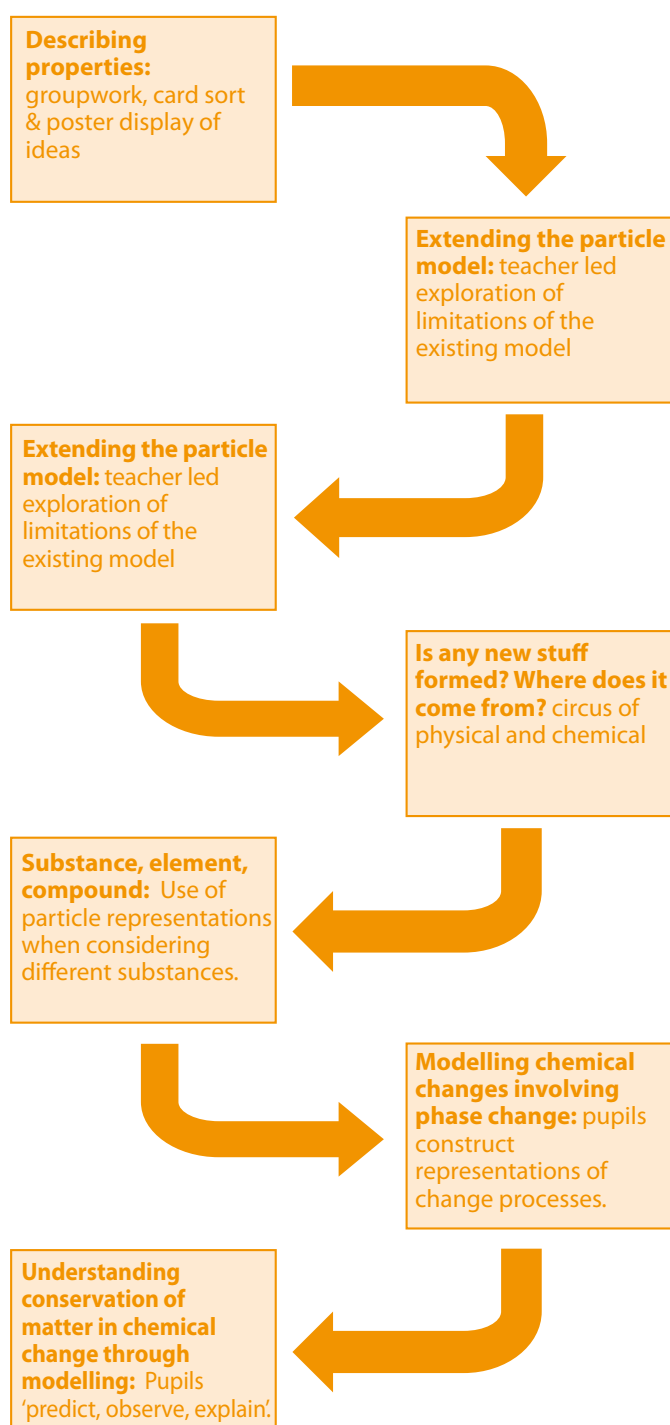 Describing
properties:
groupwork, card sort
& poster display of
ideas
Extending the particle
model: teacher led
exploration of
limitations of the
existing model
Extending the particle
model: teacher led
exploration of
limitations of the
existing model
Is any new stuff
formed? Where does it
come from? circus of
physical and chemical
Substance, element,
compound: Use of
particle representations
when considering
different substances.
Modelling chemical
changes involving
phase change: pupils
construct
representations of
change processes.
Understanding
conservation of
matter in chemical
change through
modelling: Pupils
‘predict, observe, explain’.